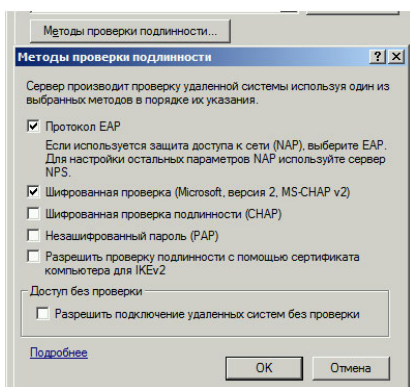 Методы проверки подлинности...
Методы проверки подлинности
Сервер производит проверку удаленной системы используя один из
выбранных методов в порядке их указания.
Протокол EAP
Если используется защита доступа к сети (NAP), выберите EAP.
Для настройки остальных параметров NAP используйте сервер
NPS.
Шифрованная проверка (Microsoft, версия 2, MS-CHAP v2)
Шифрованная проверка подлинности (CHAP)
Незашифрованный пароль (PAP)
Разрешить проверку подлинности с помощью сертификата
компьютера для IKEv2
Доступ без проверки
Разрешить подключение удаленных систем без проверки
Подробнее
OK Отмена